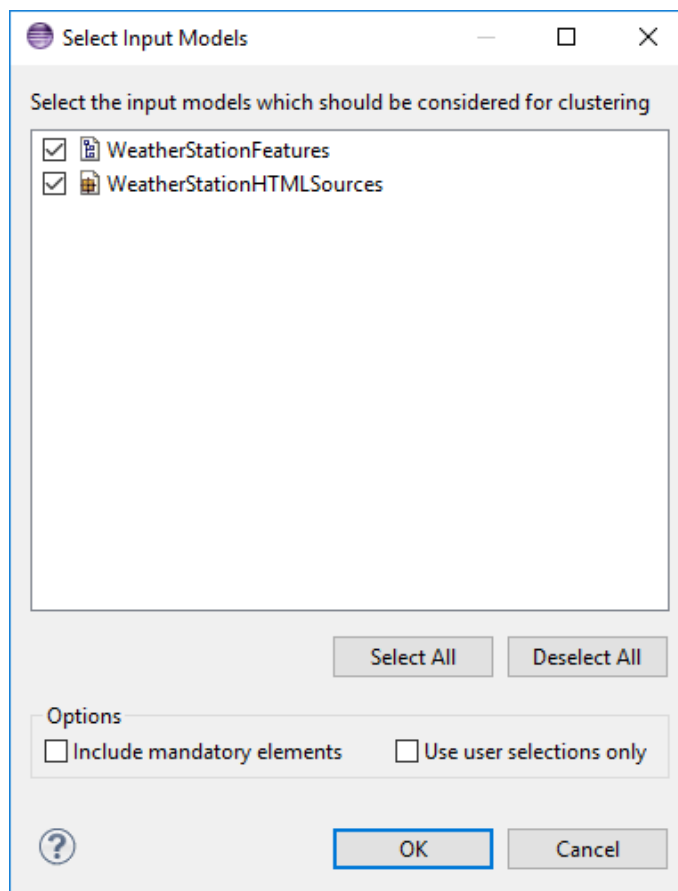 Select Input Models
Select the input models which should be considered for clustering
WeatherStationFeatures
WeatherStationHTMLSources
Select All Deselect All
Options
Include mandatory elements Use user selections only
? OK Cancel